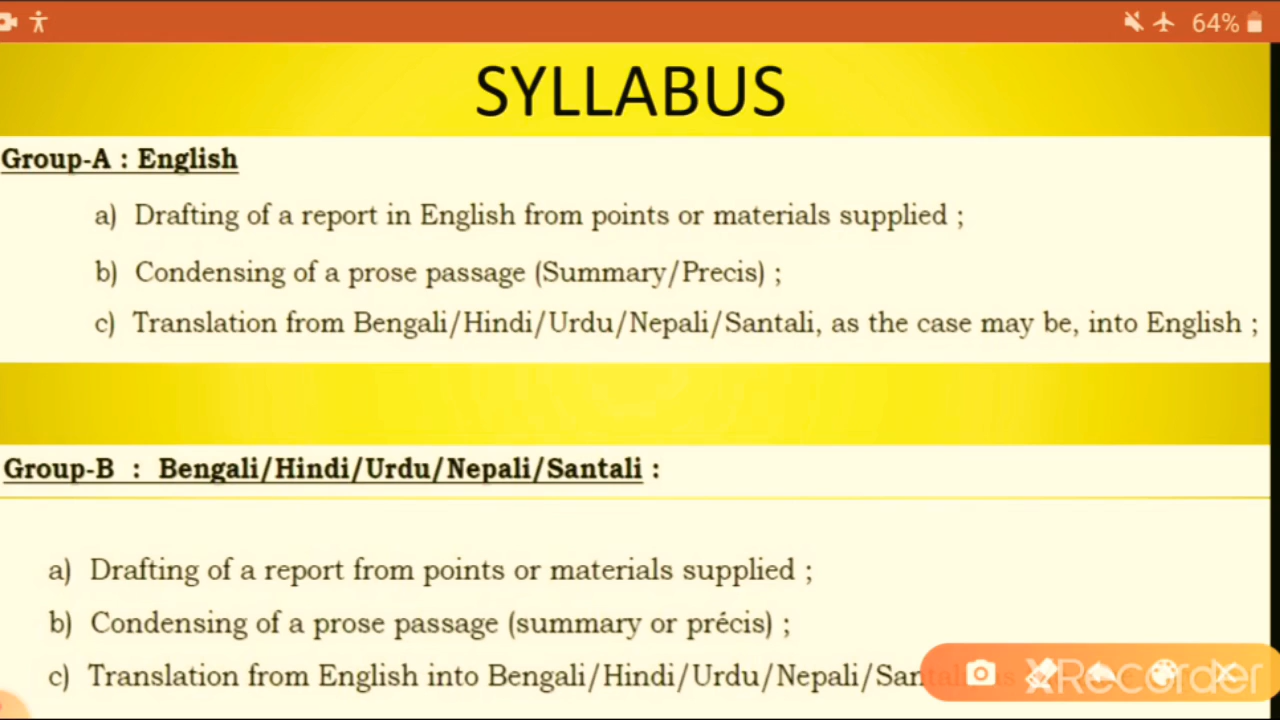 64%
SYLLABUS
Group-A : English
a) Drafting of a report in English from points or materials supplied ;
b) Condensing of a prose passage (Summary/Precis) ;
c) Translation from Bengali/Hindi/Urdu/Nepali/Santali, as the case may be, into English ;
Group-B : Bengali/Hindi/Urdu/Nepali/Santali :
a) Drafting of a report from points or materials supplied ;
b) Condensing of a prose passage (summary or précis) ;
c) Translation from English into Bengali/Hindi/Urdu/Nepali/Santali
XRecorder